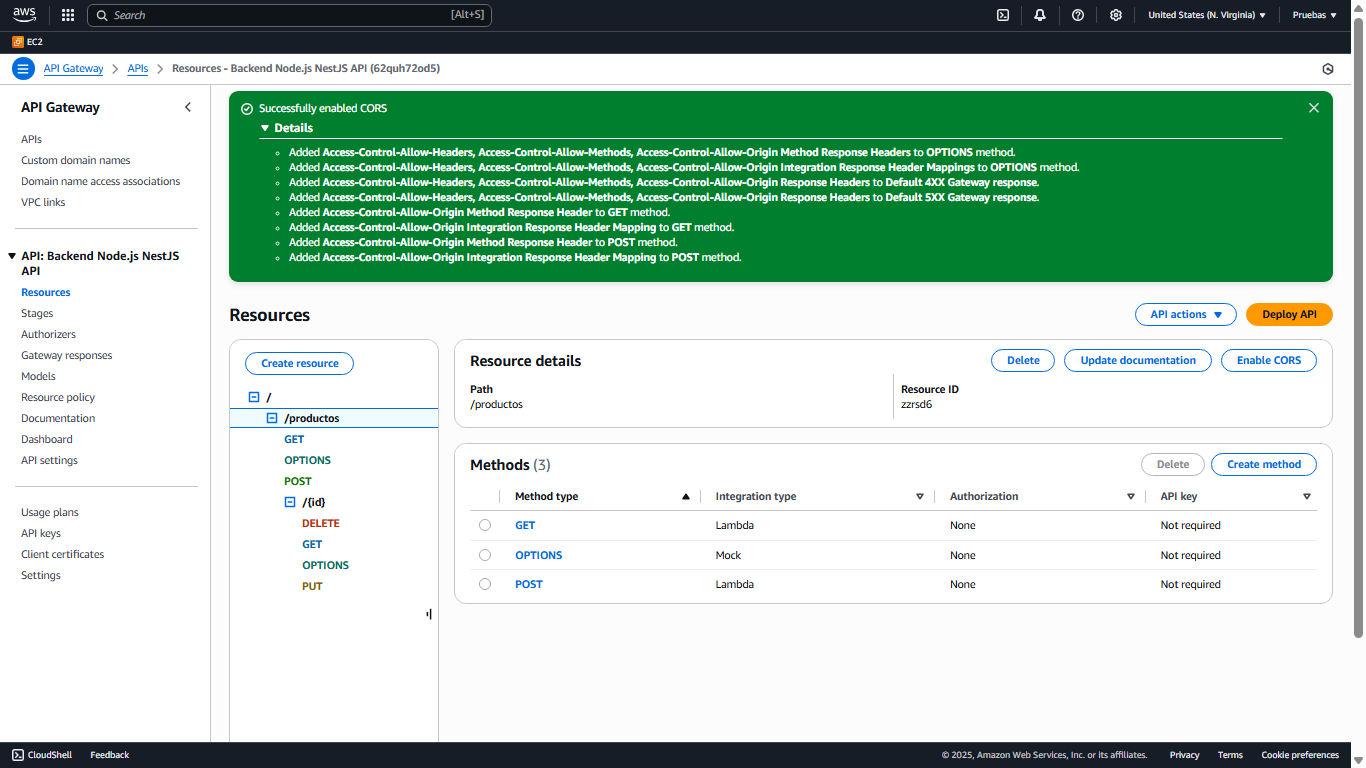 aws
Search
[Alt+S]
United States (N. Virginia)
Pruebas
EC2
API Gateway
APIs
Resources - Backend Node.js NestJS API (62quh72od5)
API Gateway
APIs
Custom domain names
Domain name access associations
VPC links
API: Backend Node.js NestJS
API
Resources
Stages
Authorizers
Gateway responses
Models
Resource policy
Documentation
Dashboard
API settings
Usage plans
API keys
Client certificates
Settings
Successfully enabled CORS
Details
Added Access-Control-Allow-Headers, Access-Control-Allow-Methods, Access-Control-Allow-Origin Method Response Headers to OPTIONS method.
Added Access-Control-Allow-Headers, Access-Control-Allow-Methods, Access-Control-Allow-Origin Integration Response Header Mappings to OPTIONS method.
Added Access-Control-Allow-Headers, Access-Control-Allow-Methods, Access-Control-Allow-Origin Response Headers to Default 4XX Gateway response.
Added Access-Control-Allow-Headers, Access-Control-Allow-Methods, Access-Control-Allow-Origin Response Headers to Default 5XX Gateway response.
Added Access-Control-Allow-Origin Method Response Header to GET method.
Added Access-Control-Allow-Origin Integration Response Header Mapping to GET method.
Added Access-Control-Allow-Origin Method Response Header to POST method.
Added Access-Control-Allow-Origin Integration Response Header Mapping to POST method.
Resources
API actions
Deploy API
Create resource
/
/productos
GET
OPTIONS
POST
/{id}
DELETE
GET
OPTIONS
PUT
Resource details
Delete
Update documentation
Enable CORS
Path
/productos
Resource ID
zzrsd6
Methods (3)
Delete
Create method
Method type
Integration type
Authorization
API key
GET
Lambda
None
Not required
OPTIONS
Mock
None
Not required
POST
Lambda
None
Not required
CloudShell
Feedback
© 2025, Amazon Web Services, Inc. or its affiliates.
Privacy
Terms
Cookie preferences